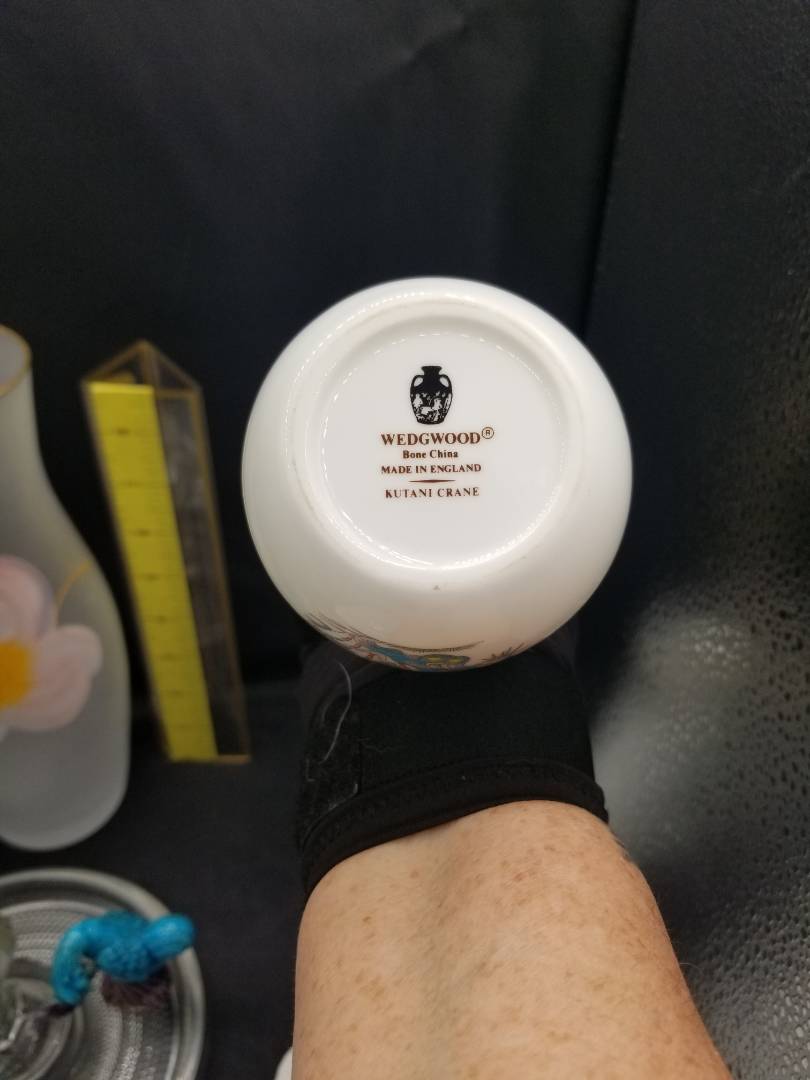 WEDGWOOD®
Bone China
MADE IN ENGLAND
KUTANI CRANE